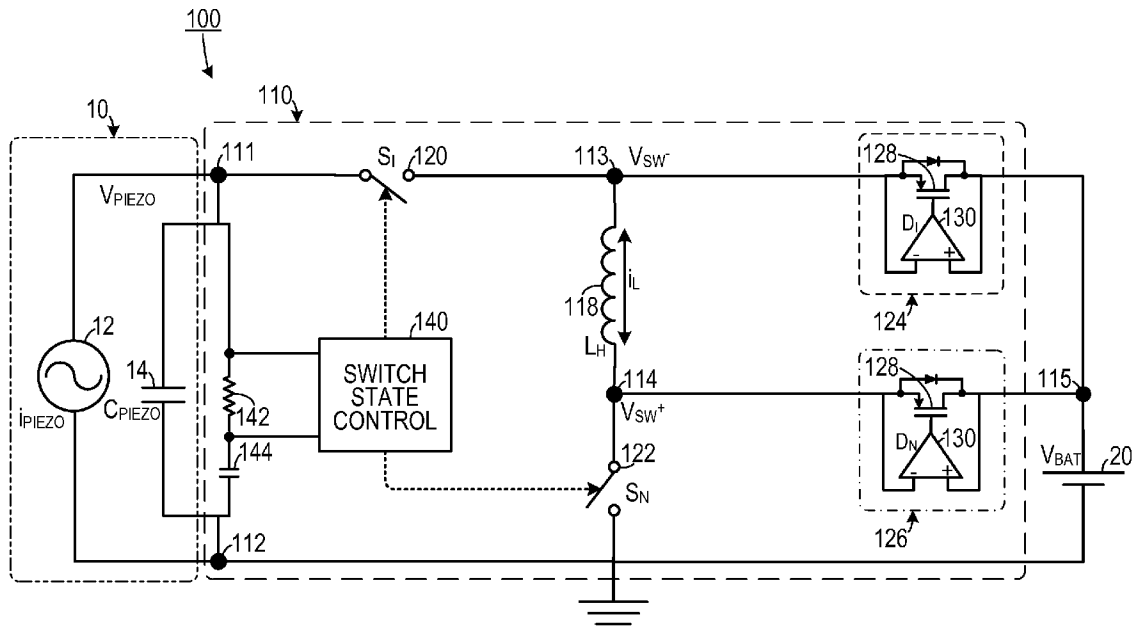 100
10
110
111
S_I
120
113
V_SW^-
128
V_PIEZO
D_I
130
- +
12
118
i_L
124
140
14
L_H
114
128
115
SWITCH
STATE
CONTROL
142
V_SW^+
i_PIEZO
C_PIEZO
D_N
130
144
122
V_BAT
20
- +
S_N
112
126